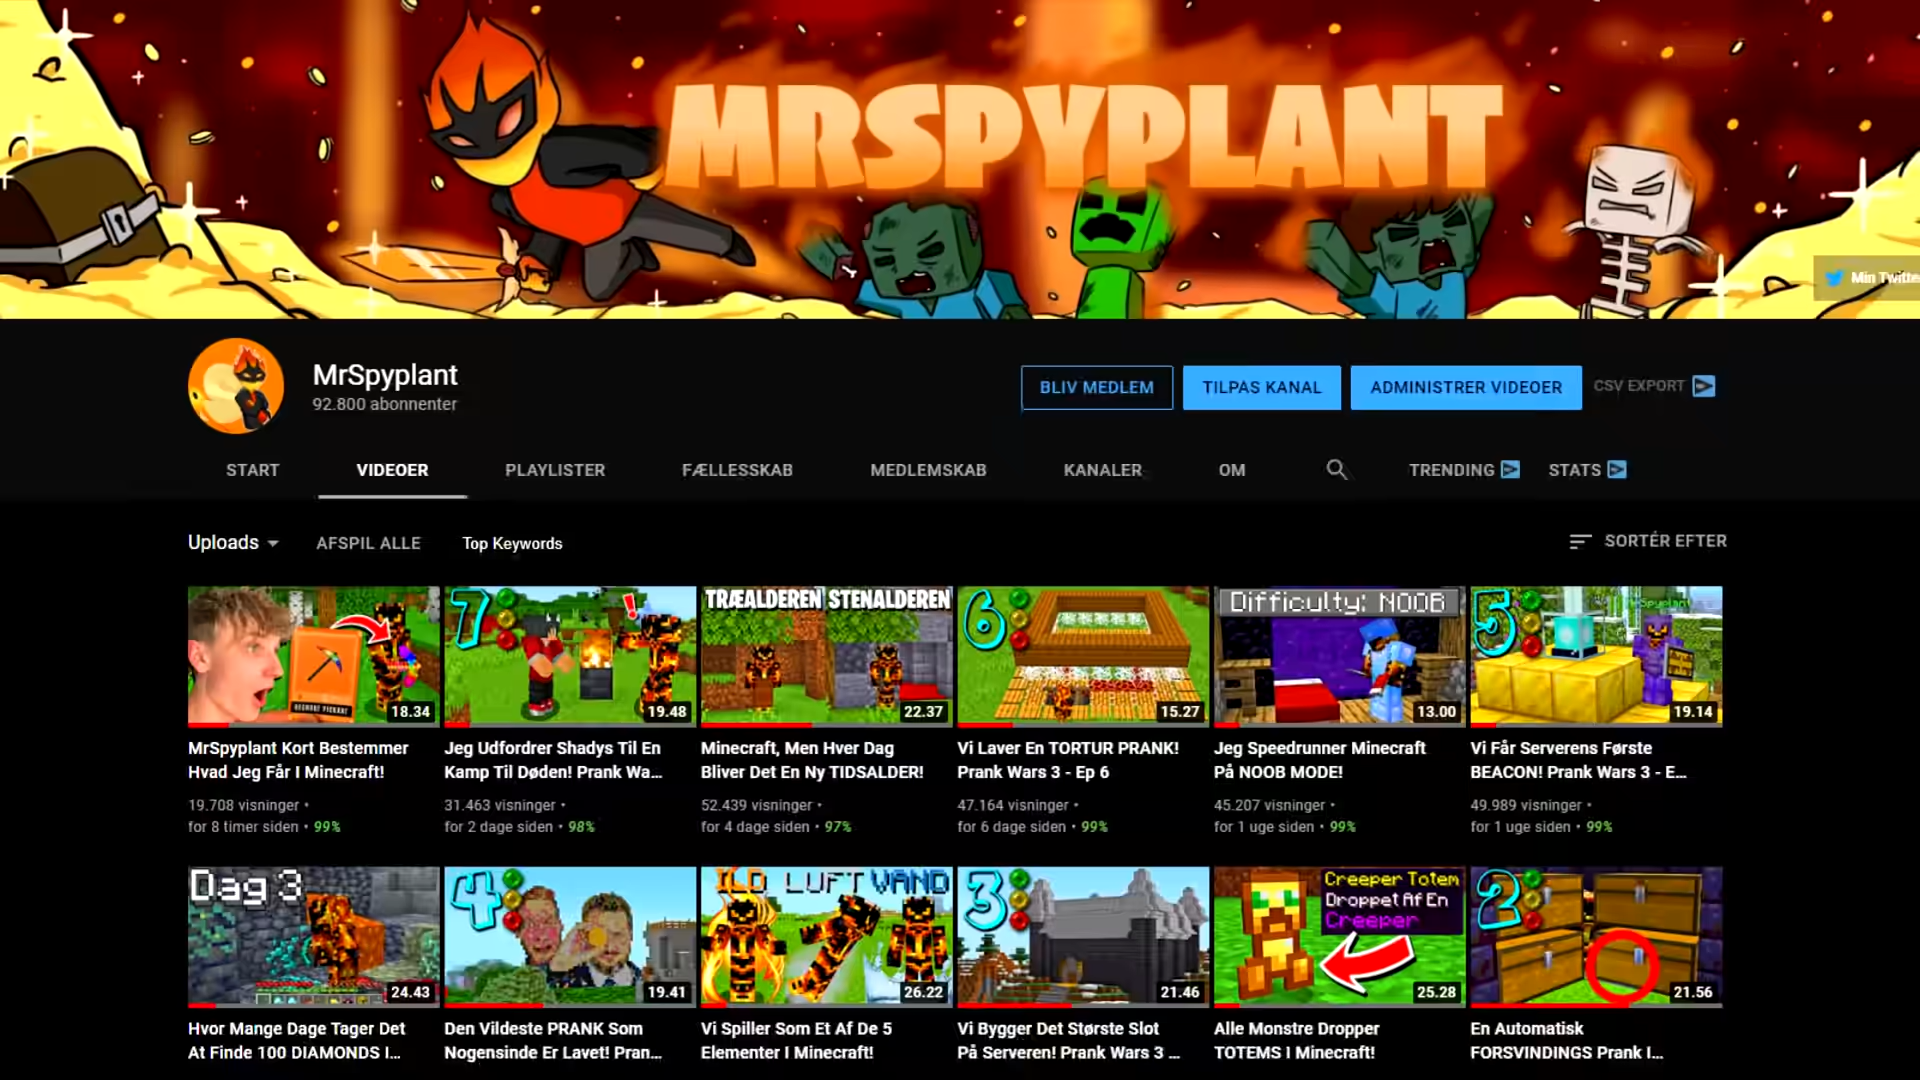 MRSPYPLANT
Min Twitte
MrSpyplant
92.800 abonnenter
BLIV MEDLEM
TILPAS KANAL
ADMINISTRER VIDEOER
CSV EXPORT
START
VIDEOER
PLAYLISTER
FÆLLESSKAB
MEDLEMSKAB
KANALER
OM
TRENDING
STATS
Uploads
AFSPIL ALLE
Top Keywords
SORTÉR EFTER
18.34
7
19.48
TRÆALDEREN STENALDEREN
22.37
6
15.27
Difficulty: NOOB
13.00
5
19.14
MrSpyplant Kort Bestemmer
Hvad Jeg Får I Minecraft!
19.708 visninger •
for 8 timer siden • 99%
Jeg Udfordrer Shadys Til En
Kamp Til Døden! Prank Wa...
31.463 visninger •
for 2 dage siden • 98%
Minecraft, Men Hver Dag
Bliver Det En Ny TIDSALDER!
52.439 visninger •
for 4 dage siden • 97%
Vi Laver En TORTUR PRANK!
Prank Wars 3 - Ep 6
47.164 visninger •
for 6 dage siden • 99%
Jeg Speedrunner Minecraft
På NOOB MODE!
45.207 visninger •
for 1 uge siden • 99%
Vi Får Serverens Første
BEACON! Prank Wars 3 - E...
49.989 visninger •
for 1 uge siden • 99%
Dag 3
24.43
4
19.41
ILD LUFT VAND
26.22
3
21.46
Creeper Totem
Droppet Af En
Creeper
25.28
2
21.56
Hvor Mange Dage Tager Det
At Finde 100 DIAMONDS I...
Den Vildeste PRANK Som
Nogensinde Er Lavet! Pran...
Vi Spiller Som Et Af De 5
Elementer I Minecraft!
Vi Bygger Det Største Slot
På Serveren! Prank Wars 3 ...
Alle Monstre Dropper
TOTEMS I Minecraft!
En Automatisk
FORSVINDINGS Prank I...